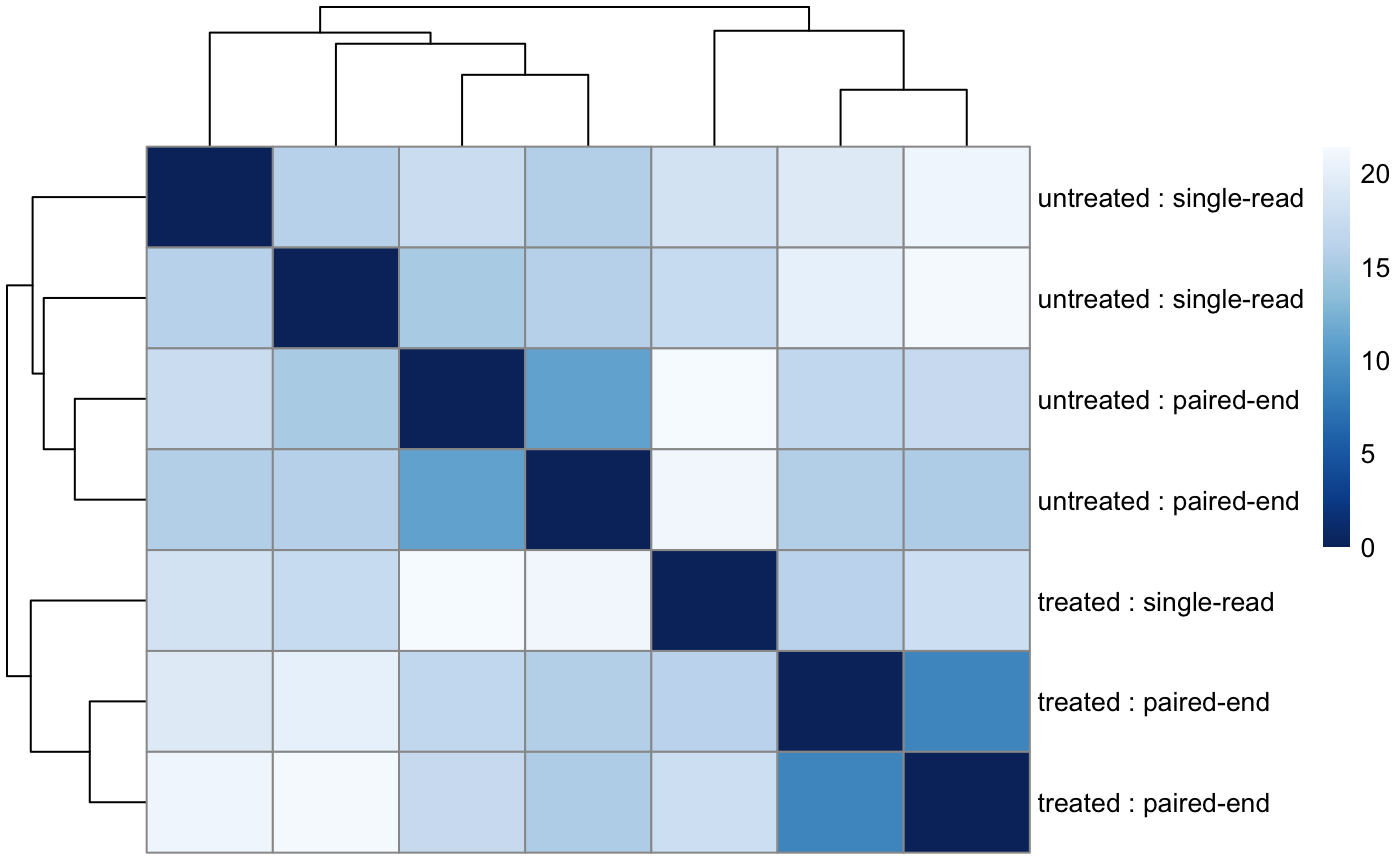 untreated : single-read
untreated : single-read
untreated : paired-end
untreated : paired-end
treated : single-read
treated : paired-end
treated : paired-end
20
15
10
5
0